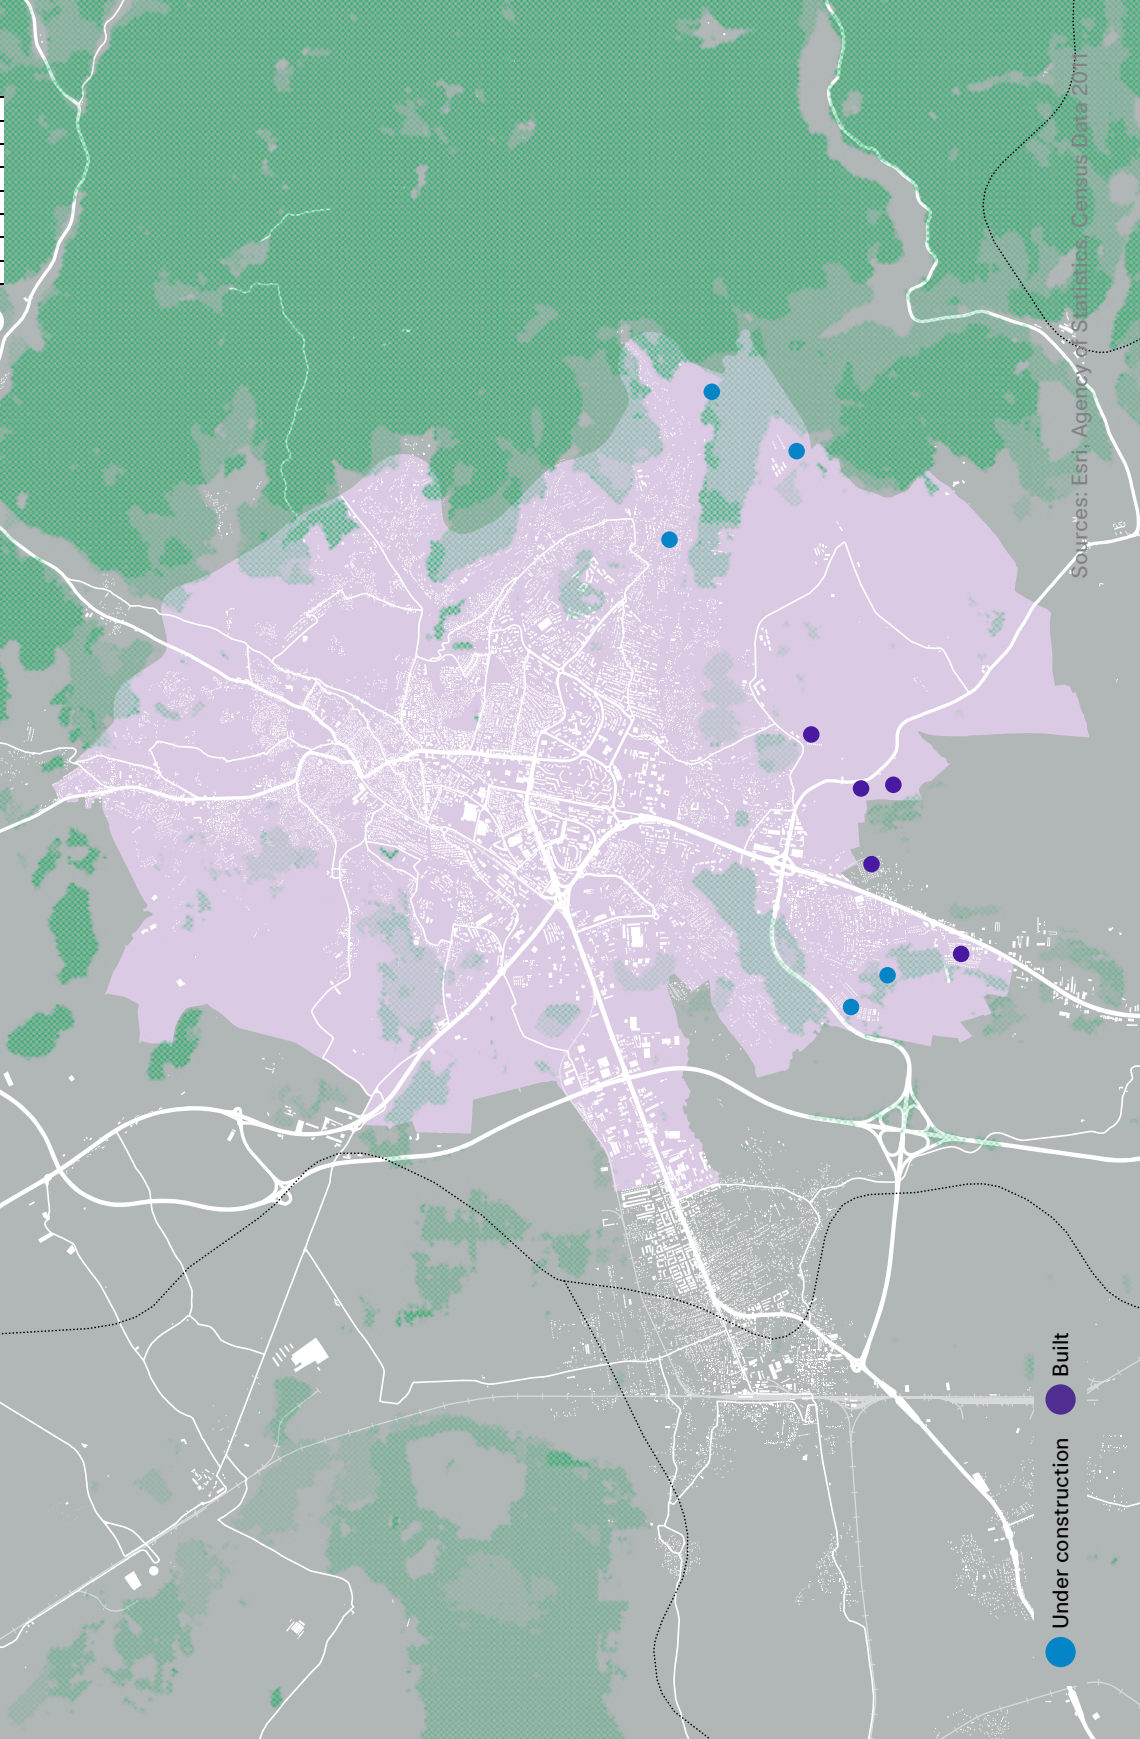 Sources: Esri, Agency of Statistics, Census Data 2011
Under construction
Built